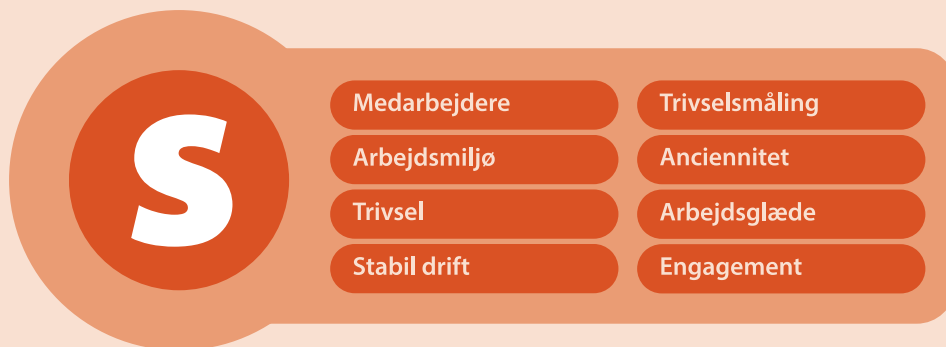 S
Medarbejdere
Arbejdsmiljø
Trivsel
Stabil drift
Trivselsmåling
Anciennitet
Arbejdsglæde
Engagement